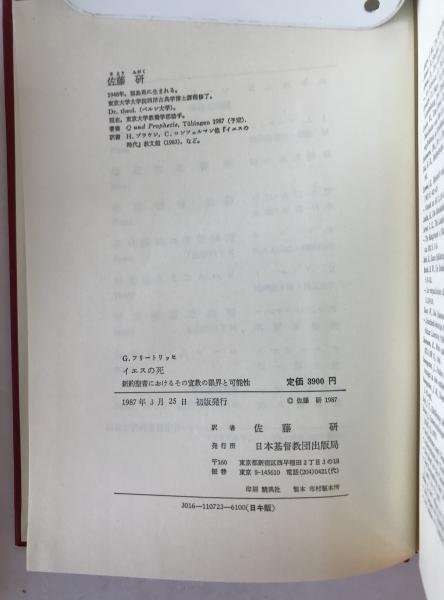 さとう みがく
佐藤 研
1948年,福島県に生まれる.
東京大学大学院西洋古典学博士課程修了.
Dr. theol.(ベルン大学).
現在,東京大学教養学部助手.
著書 Q und Prophetie, Tübingen 1987(予定).
訳書 H.ブラウン,C.コンツェルマン他『イエスの
時代』教文館(1983),など.
G.フリートリッヒ
イエスの死
新約聖書におけるその宣教の限界と可能性 定価 3900 円
1987 年 3 月 25 日 初版発行 © 佐藤 研 1987
訳者 佐藤 研
発行所 日本基督教団出版局
〒160 東京都新宿区西早稲田2丁目3の18
振替 東京 9-145610 電話(204)0421(代)
印刷 精興社 製本 市村製本所
J016—110723—6100(日キ販)